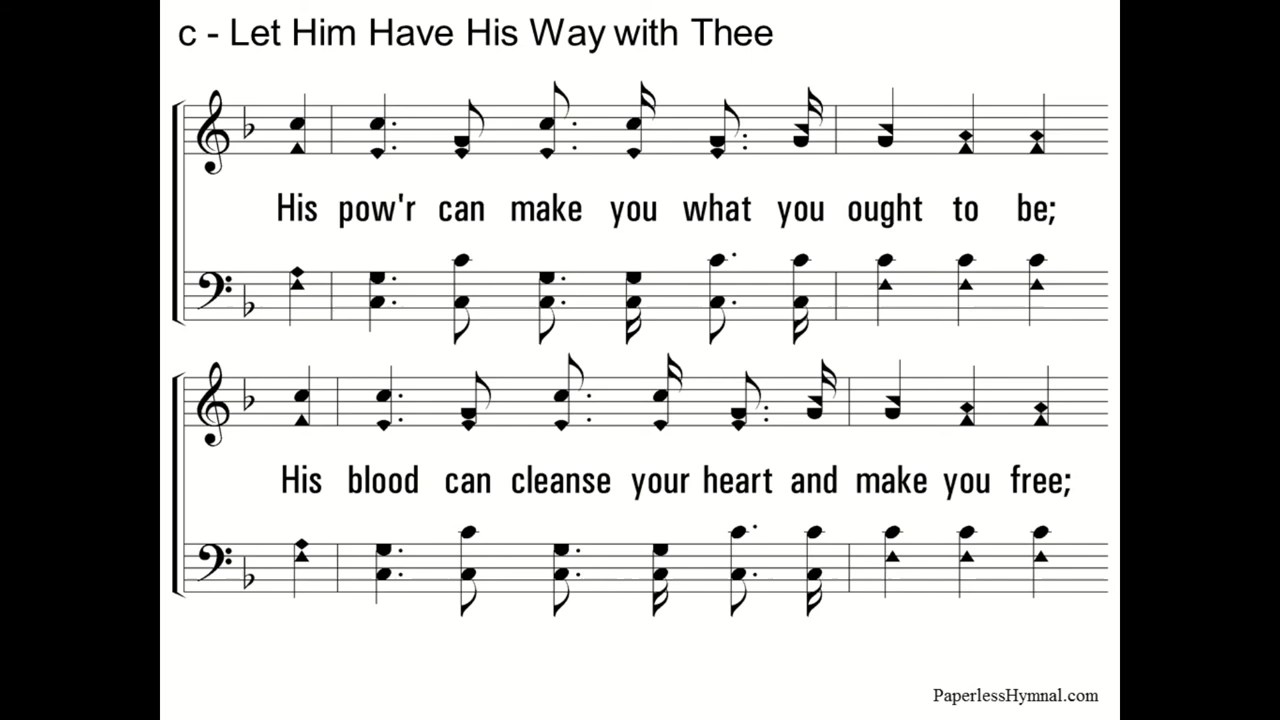 c - Let Him Have His Way with Thee
His pow'r can make you what you ought to be;
His blood can cleanse your heart and make you free;
PaperlessHymnal.com